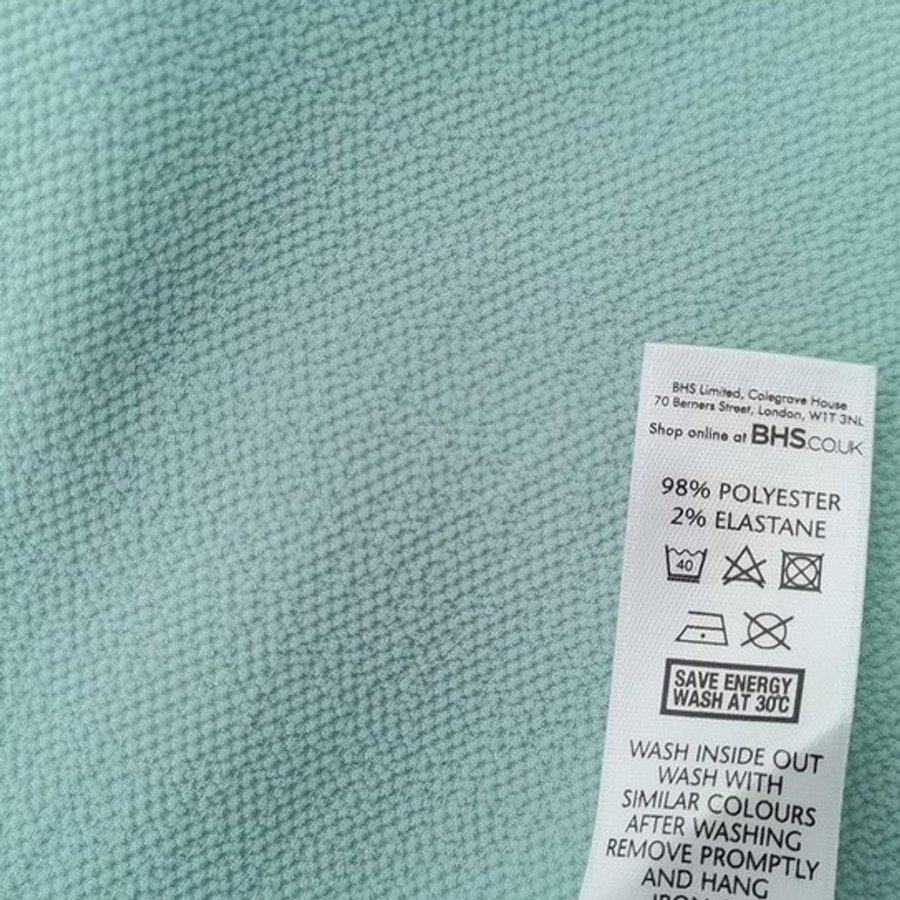 BHS Limited, Colegrave House
70 Berners Street, London, W1T 3NL
Shop online at BHS.CO.UK
98% POLYESTER
2% ELASTANE
40
SAVE ENERGY
WASH AT 30°C
WASH INSIDE OUT
WASH WITH
SIMILAR COLOURS
AFTER WASHING
REMOVE PROMPTLY
AND HANG